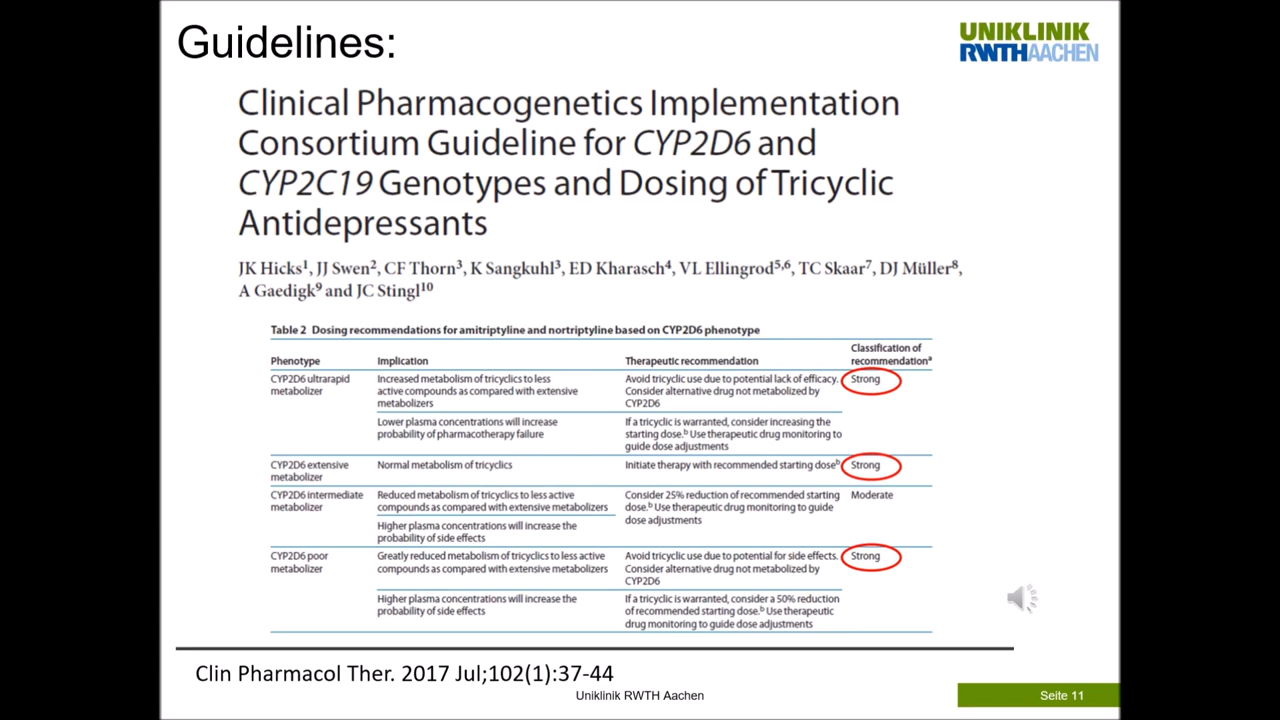 Guidelines:
UNIKLINIK
RWTHAACHEN
Clinical Pharmacogenetics Implementation
Consortium Guideline for CYP2D6 and
CYP2C19 Genotypes and Dosing of Tricyclic
Antidepressants
JK Hicks¹, JJ Swen², CF Thorn³, K Sangkuhl³, ED Kharasch⁴, VL Ellingrod⁵,⁶, TC Skaar⁷, DJ Müller⁸,
A Gaedigk⁹ and JC Stingl¹⁰
Table 2 Dosing recommendations for amitriptyline and nortriptyline based on CYP2D6 phenotype
Phenotype
Implication
Therapeutic recommendation
Classification of
recommendationᵃ
CYP2D6 ultrarapid
metabolizer
Increased metabolism of tricyclics to less
active compounds as compared with extensive
metabolizers
Avoid tricyclic use due to potential lack of efficacy.
Consider alternative drug not metabolized by
CYP2D6
Strong
Lower plasma concentrations will increase
probability of pharmacotherapy failure
If a tricyclic is warranted, consider increasing the
starting dose.ᵇ Use therapeutic drug monitoring to
guide dose adjustments
CYP2D6 extensive
metabolizer
Normal metabolism of tricyclics
Initiate therapy with recommended starting doseᵇ
Strong
CYP2D6 intermediate
metabolizer
Reduced metabolism of tricyclics to less active
compounds as compared with extensive metabolizers
Consider 25% reduction of recommended starting
dose.ᵇ Use therapeutic drug monitoring to guide
dose adjustments
Moderate
Higher plasma concentrations will increase the
probability of side effects
CYP2D6 poor
metabolizer
Greatly reduced metabolism of tricyclics to less active
compounds as compared with extensive metabolizers
Avoid tricyclic use due to potential for side effects.
Consider alternative drug not metabolized by
CYP2D6
Strong
Higher plasma concentrations will increase the
probability of side effects
If a tricyclic is warranted, consider a 50% reduction
of recommended starting dose.ᵇ Use therapeutic
drug monitoring to guide dose adjustments
Clin Pharmacol Ther. 2017 Jul;102(1):37-44
Uniklinik RWTH Aachen
Seite 11